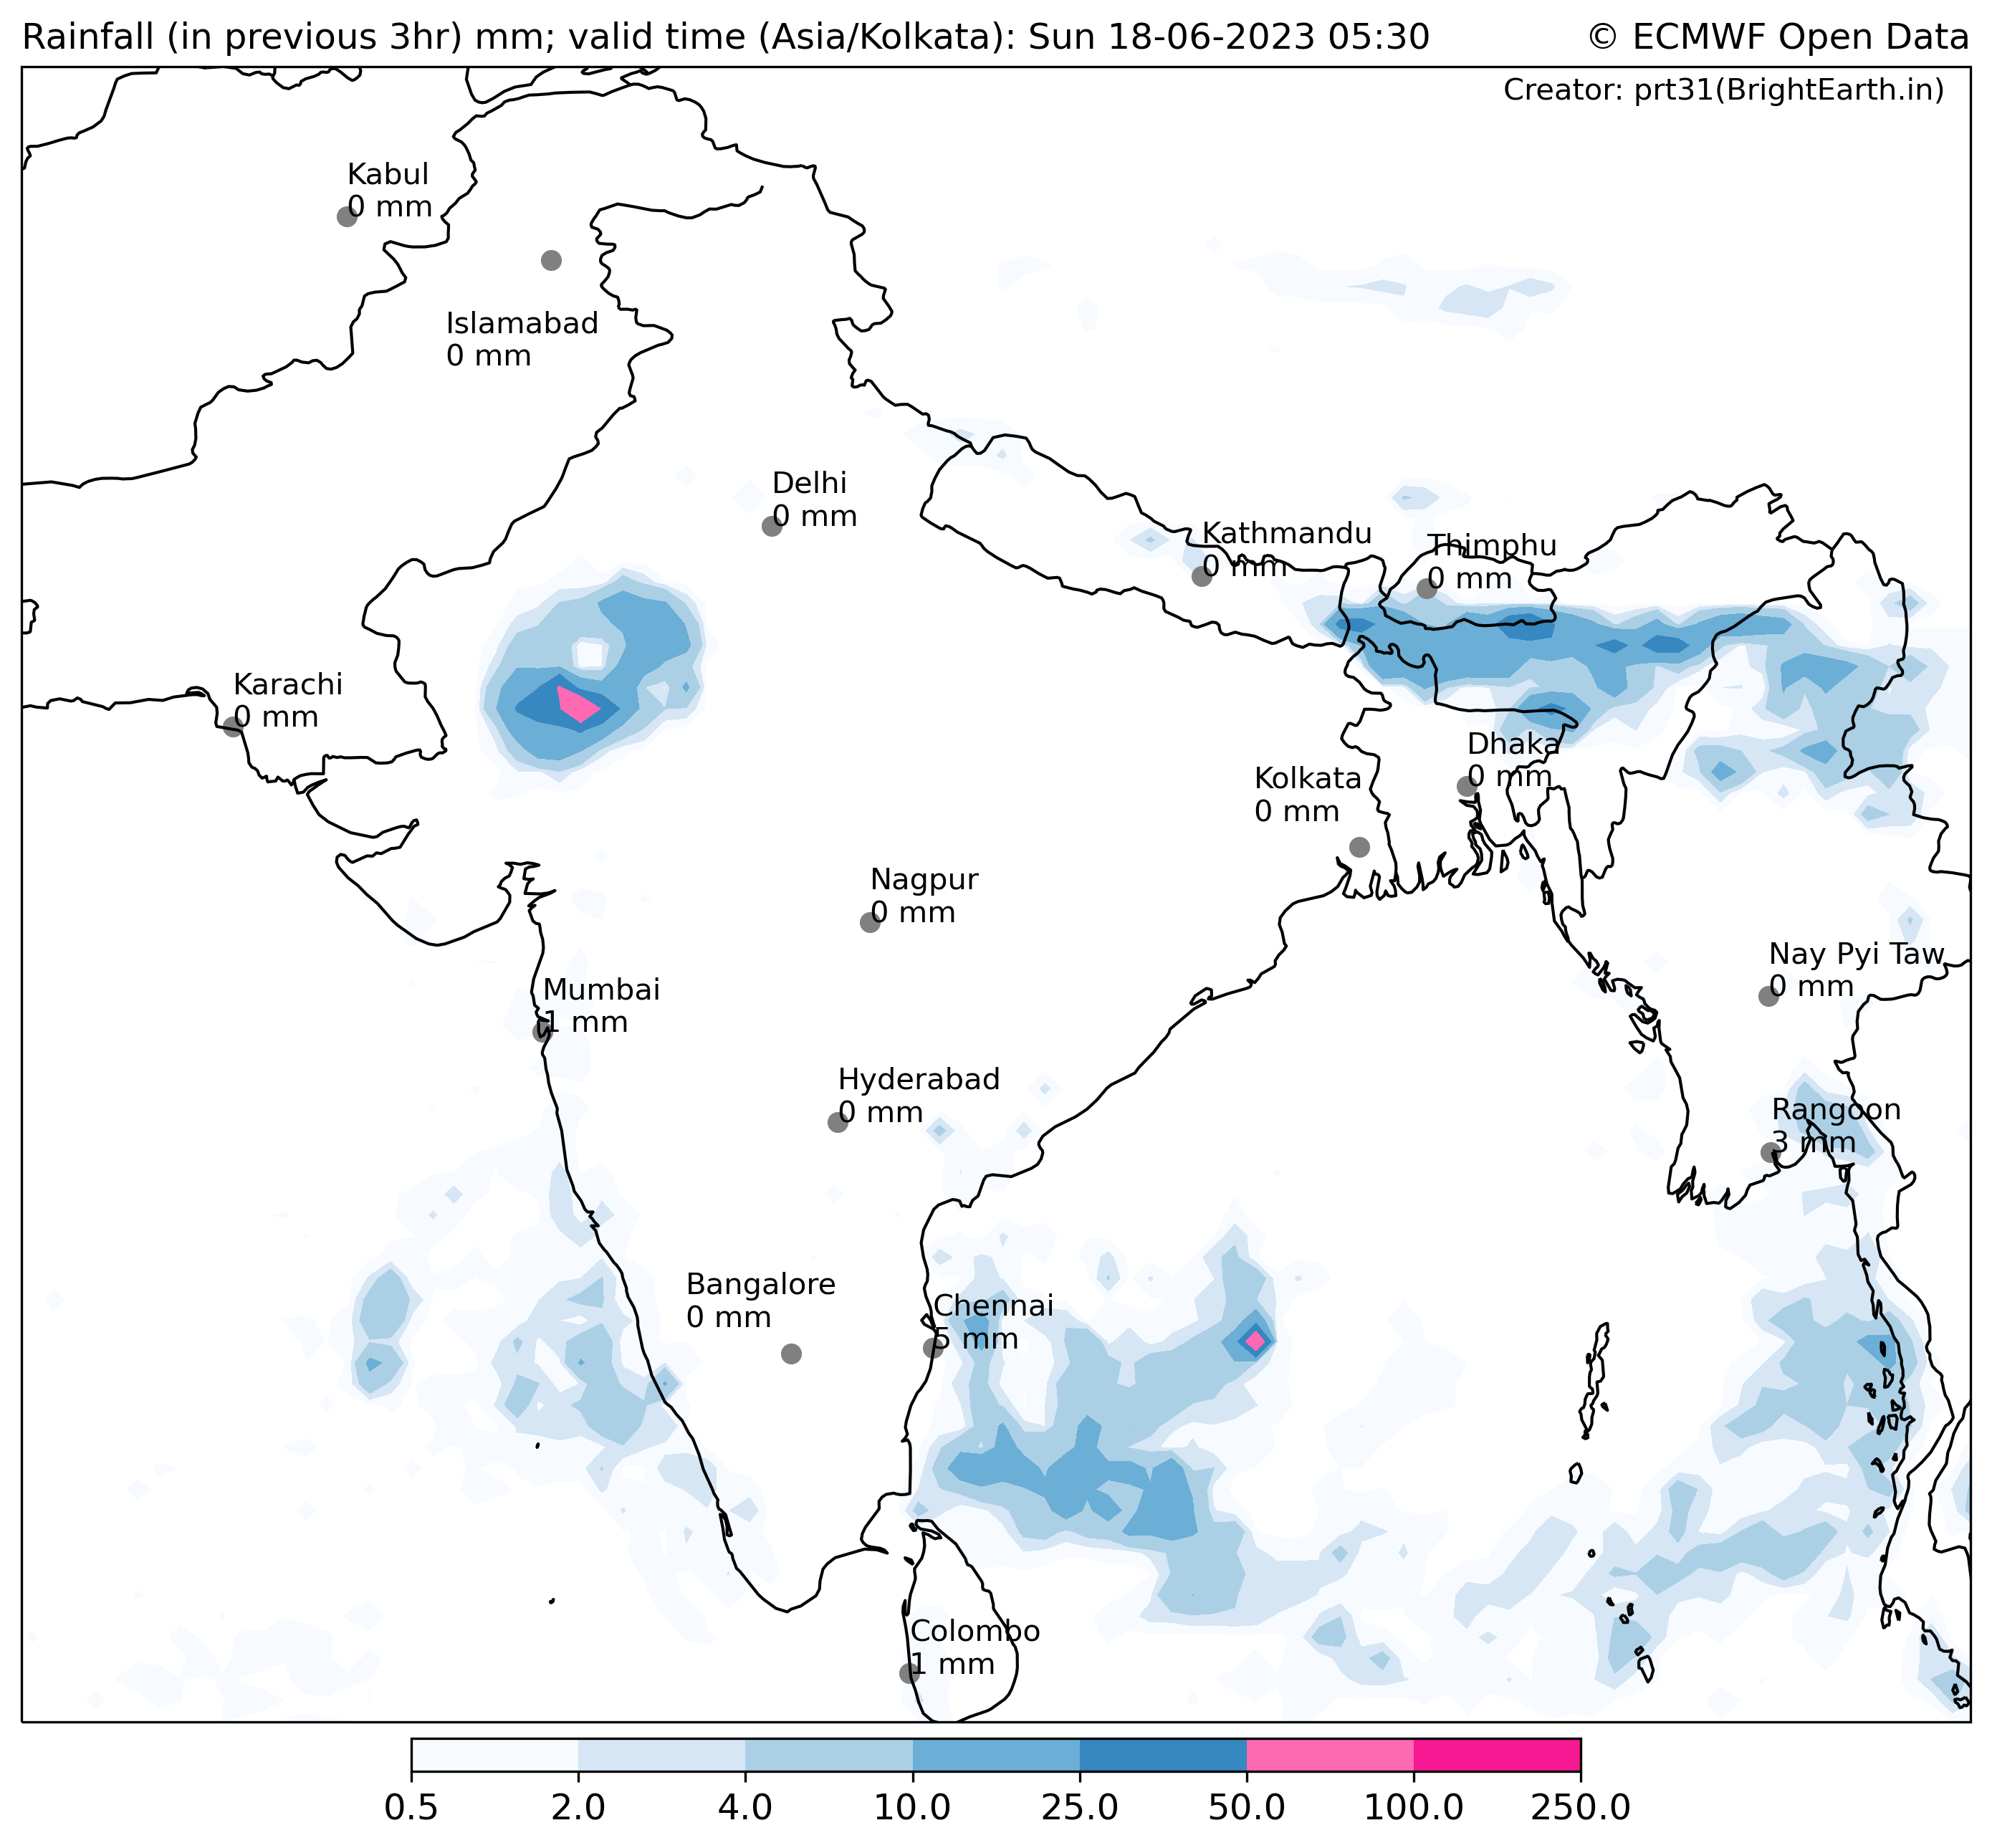 Rainfall (in previous 3hr) mm; valid time (Asia/Kolkata): Sun 18-06-2023 05:30
© ECMWF Open Data
Creator: prt31(BrightEarth.in)
Kabul
0 mm
Islamabad
0 mm
Delhi
0 mm
Kathmandu
0 mm
Thimphu
0 mm
Karachi
0 mm
Dhaka
0 mm
Kolkata
0 mm
Nagpur
0 mm
Nay Pyi Taw
0 mm
Mumbai
1 mm
Hyderabad
0 mm
Rangoon
3 mm
Bangalore
0 mm
Chennai
5 mm
Colombo
1 mm
0.5 2.0 4.0 10.0 25.0 50.0 100.0 250.0